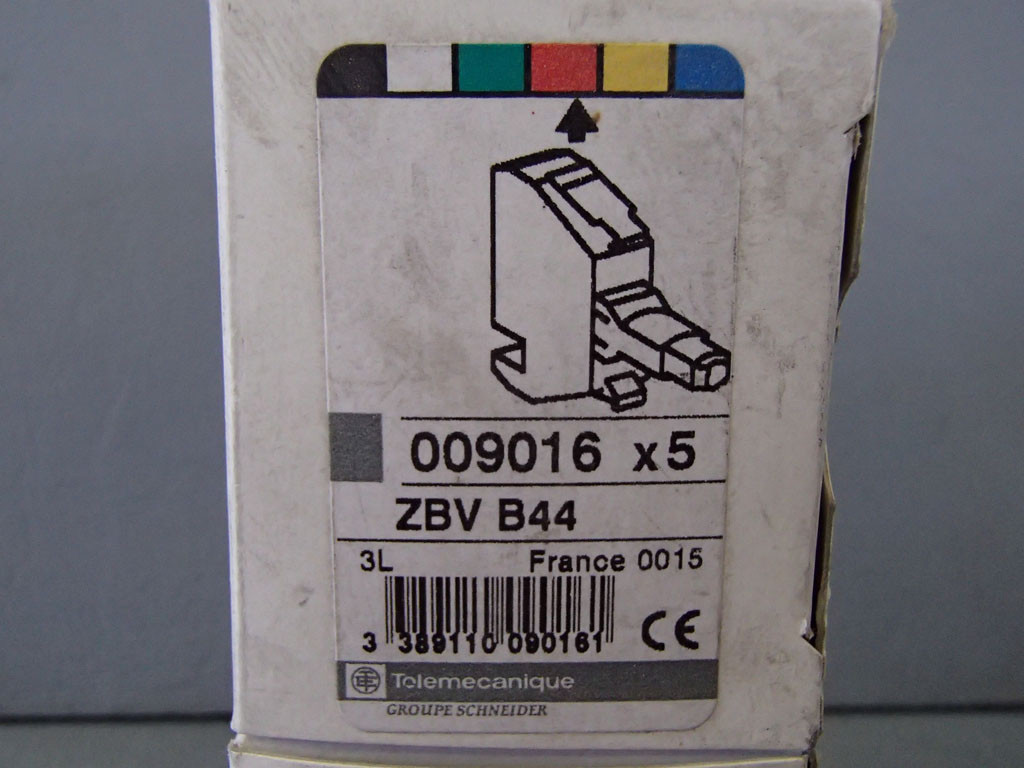 009016 x5
ZBV B44
3L France 0015
3 389110 090161 CE
Telemecanique
GROUPE SCHNEIDER